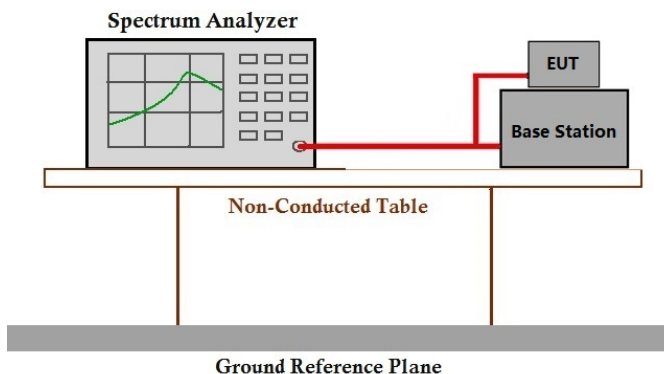 Spectrum Analyzer
EUT
Base Station
Non-Conducted Table
Ground Reference Plane